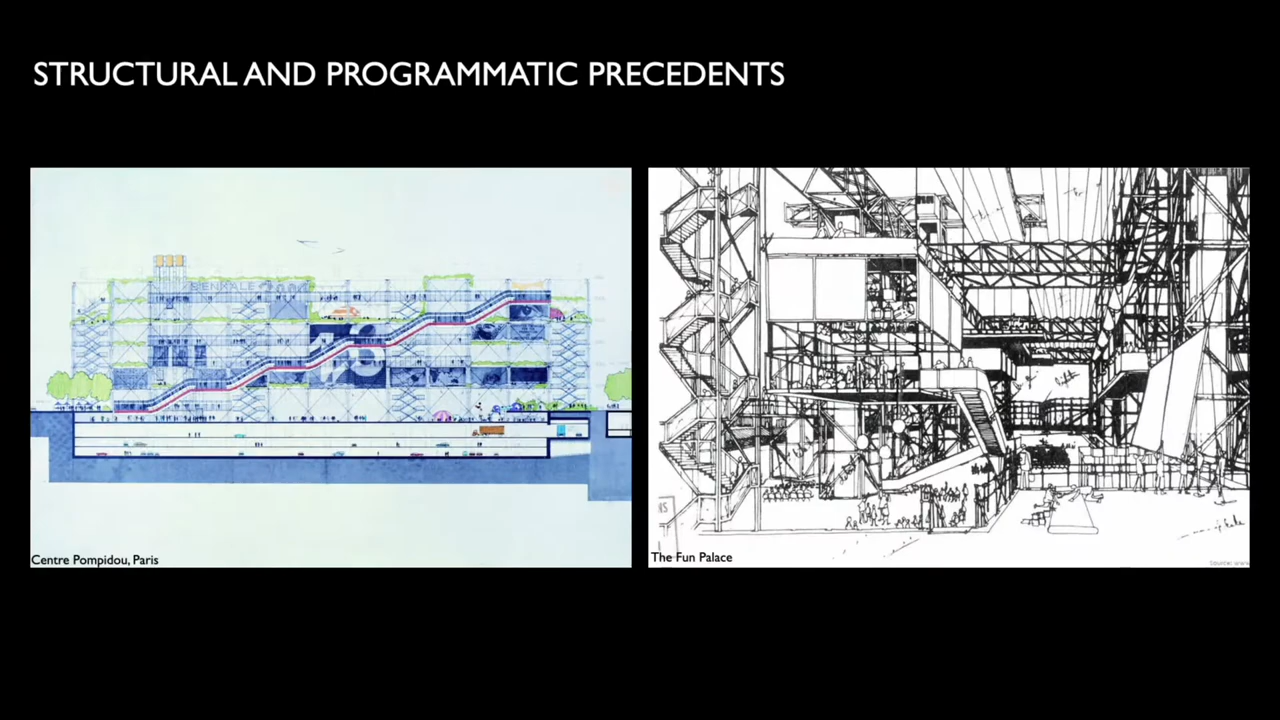 STRUCTURAL AND PROGRAMMATIC PRECEDENTS
Centre Pompidou, Paris
The Fun Palace